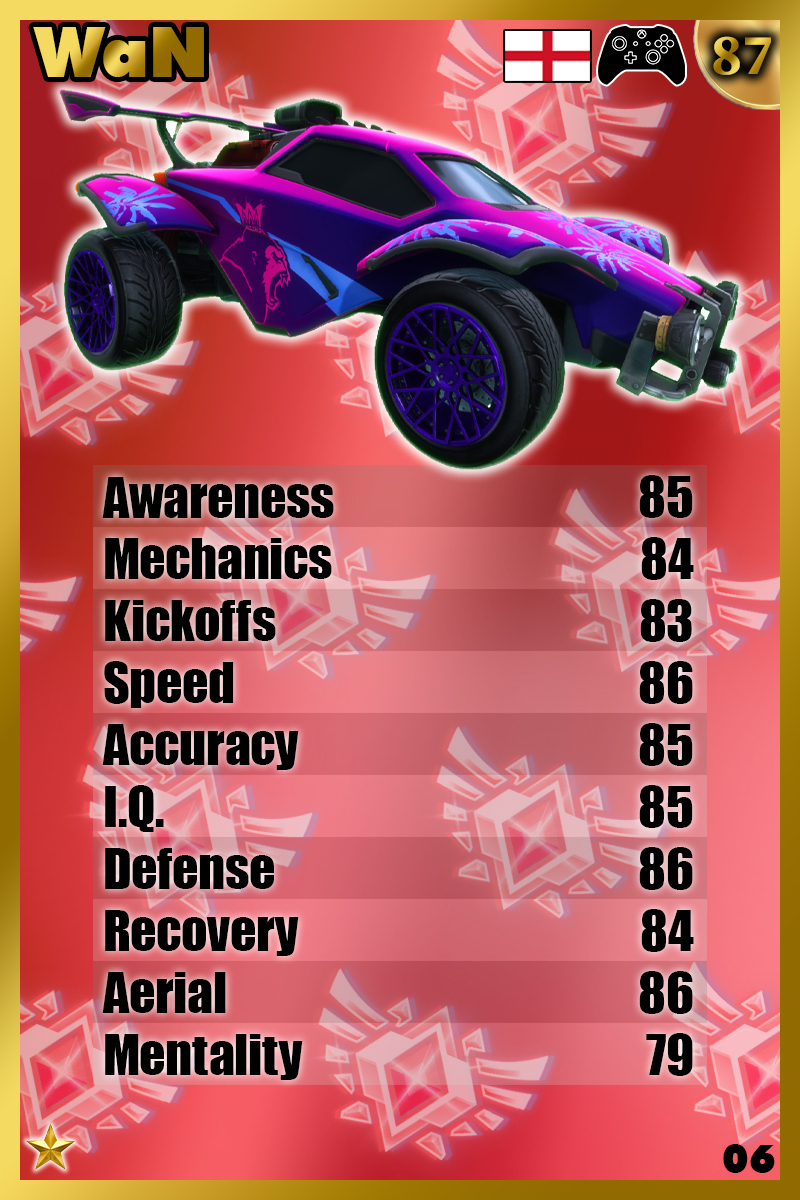 WaN 87
Awareness 85
Mechanics 84
Kickoffs 83
Speed 86
Accuracy 85
I.Q. 85
Defense 86
Recovery 84
Aerial 86
Mentality 79
06